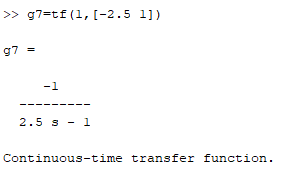 >> g7=tf(1,[-2.5 1])
g7 =
-1
---------
2.5 s - 1
Continuous-time transfer function.